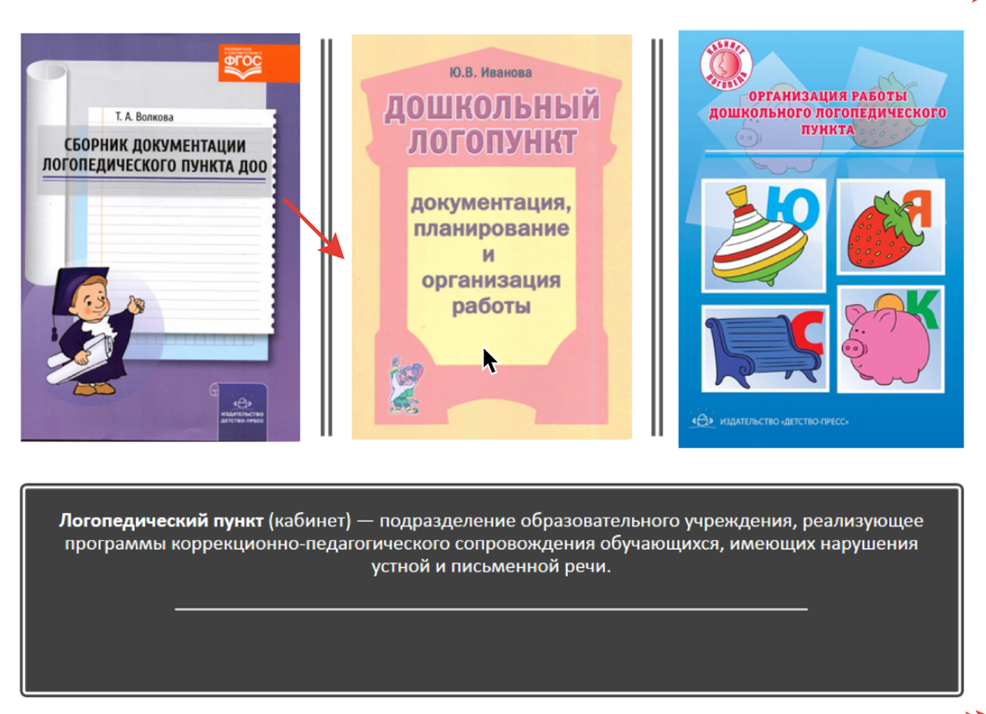 ФГОС
Т. А. Волкова
СБОРНИК ДОКУМЕНТАЦИИ
ЛОГОПЕДИЧЕСКОГО ПУНКТА ДОО
ИЗДАТЕЛЬСТВО
ДЕТСТВО-ПРЕСС
Ю.В. Иванова
ДОШКОЛЬНЫЙ
ЛОГОПУНКТ
документация,
планирование
и
организация
работы
КАБИНЕТ
ЛОГОПЕДА
ОРГАНИЗАЦИЯ РАБОТЫ
ДОШКОЛЬНОГО ЛОГОПЕДИЧЕСКОГО
ПУНКТА
Ю
Я
С
К
ИЗДАТЕЛЬСТВО «ДЕТСТВО-ПРЕСС»
Логопедический пункт (кабинет) — подразделение образовательного учреждения, реализующее
программы коррекционно-педагогического сопровождения обучающихся, имеющих нарушения
устной и письменной речи.